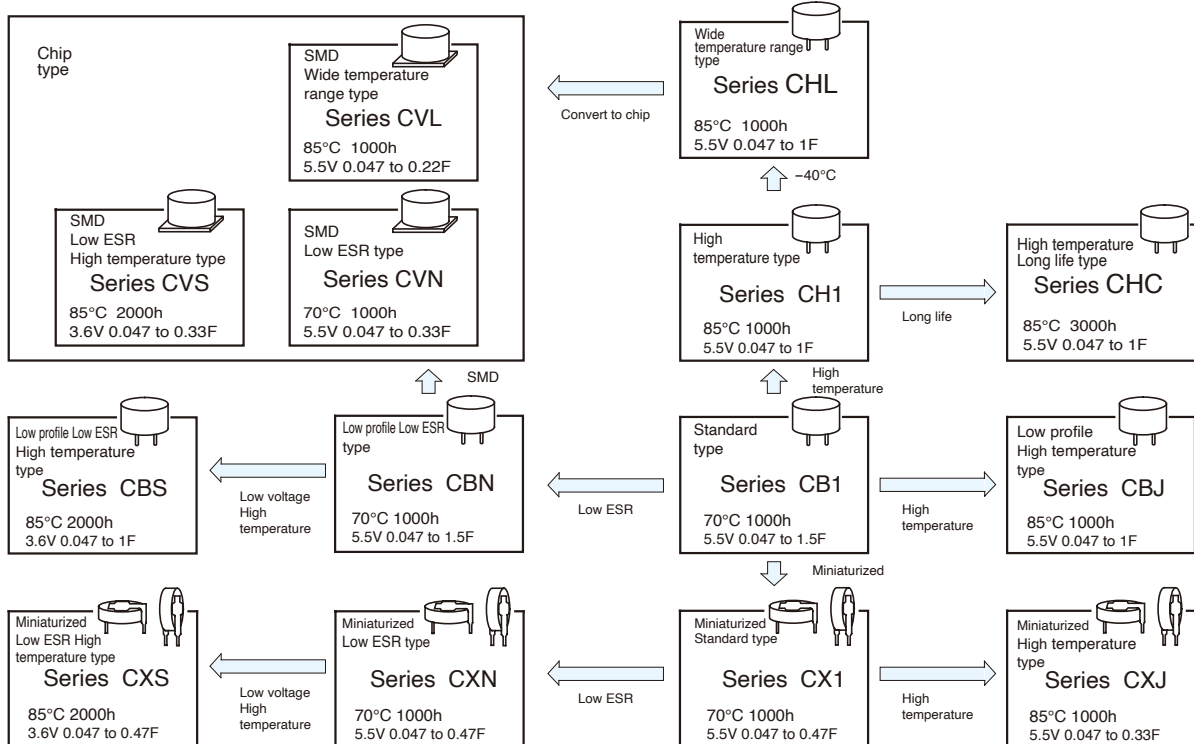 Chip
type
SMD
Wide temperature
range type
Series CVL
85°C 1000h
5.5V 0.047 to 0.22F
Convert to chip
Wide
temperature range
type
Series CHL
85°C 1000h
5.5V 0.047 to 1F
−40°C
SMD
Low ESR
High temperature type
Series CVS
85°C 2000h
3.6V 0.047 to 0.33F
SMD
Low ESR type
Series CVN
70°C 1000h
5.5V 0.047 to 0.33F
High
temperature type
Series CH1
85°C 1000h
5.5V 0.047 to 1F
Long life
High temperature
Long life type
Series CHC
85°C 3000h
5.5V 0.047 to 1F
SMD
High
temperature
Low profile Low ESR
High temperature
type
Series CBS
85°C 2000h
3.6V 0.047 to 1F
Low voltage
High
temperature
Low profile Low ESR
type
Series CBN
70°C 1000h
5.5V 0.047 to 1.5F
Low ESR
Standard
type
Series CB1
70°C 1000h
5.5V 0.047 to 1.5F
High
temperature
Low profile
High temperature
type
Series CBJ
85°C 1000h
5.5V 0.047 to 1F
Miniaturized
Miniaturized
Low ESR High
temperature type
Series CXS
85°C 2000h
3.6V 0.047 to 0.47F
Low voltage
High
temperature
Miniaturized
Low ESR type
Series CXN
70°C 1000h
5.5V 0.047 to 0.47F
Low ESR
Miniaturized
Standard type
Series CX1
70°C 1000h
5.5V 0.047 to 0.47F
High
temperature
Miniaturized
High temperature
type
Series CXJ
85°C 1000h
5.5V 0.047 to 0.33F